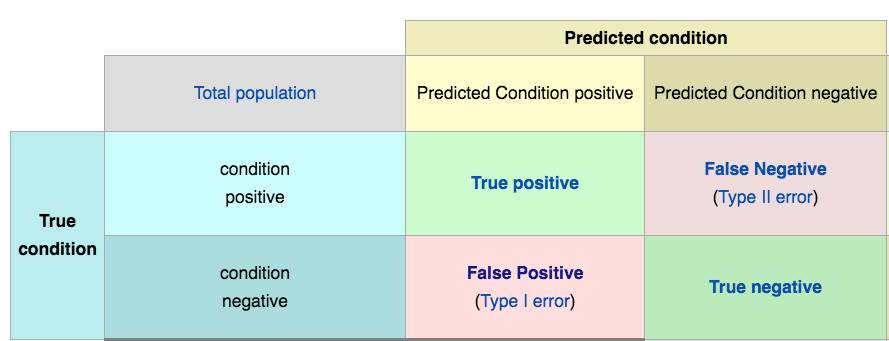 Predicted condition
Total population
Predicted Condition positive
Predicted Condition negative
True
condition
condition
positive
True positive
False Negative
(Type II error)
condition
negative
False Positive
(Type I error)
True negative